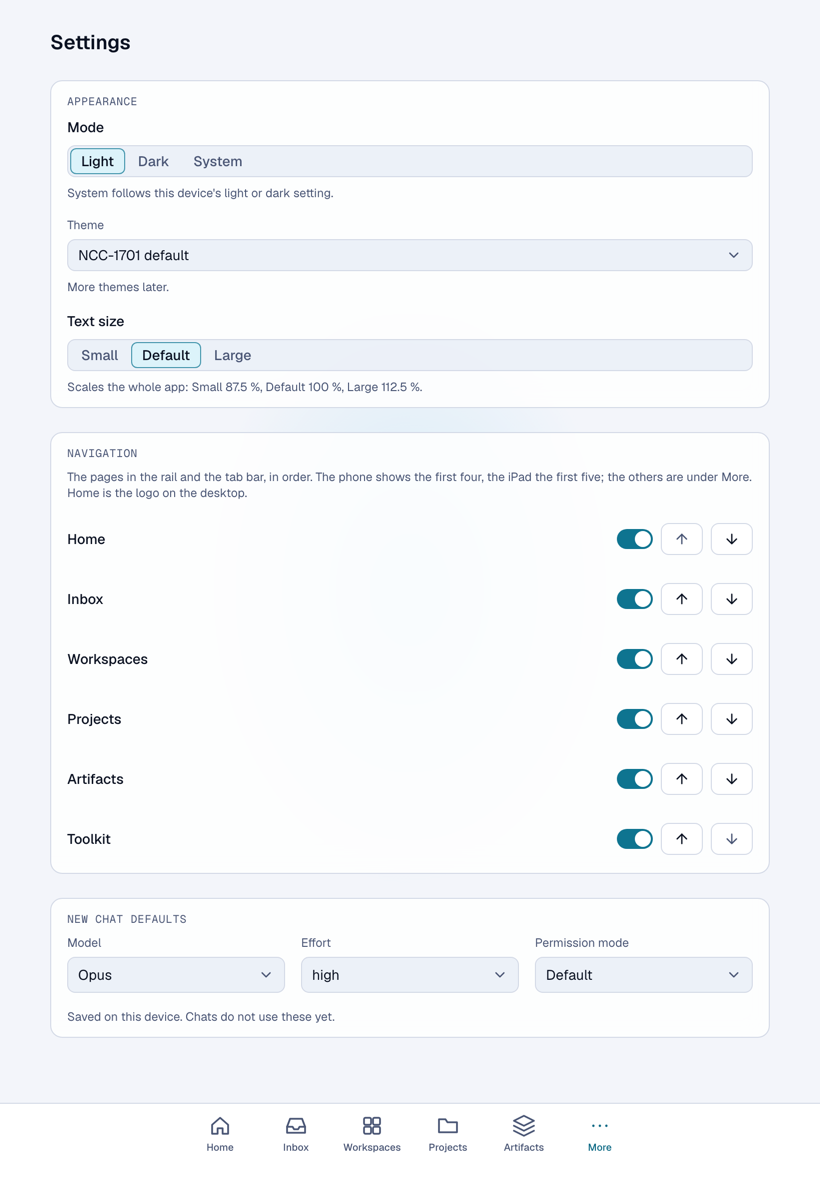 Settings
APPEARANCE
Mode
Light Dark System
System follows this device's light or dark setting.
Theme
NCC-1701 default
More themes later.
Text size
Small Default Large
Scales the whole app: Small 87.5 %, Default 100 %, Large 112.5 %.
NAVIGATION
The pages in the rail and the tab bar, in order. The phone shows the first four, the iPad the first five; the others are under More.
Home is the logo on the desktop.
Home
Inbox
Workspaces
Projects
Artifacts
Toolkit
NEW CHAT DEFAULTS
Model Effort Permission mode
Opus high Default
Saved on this device. Chats do not use these yet.
Home Inbox Workspaces Projects Artifacts More